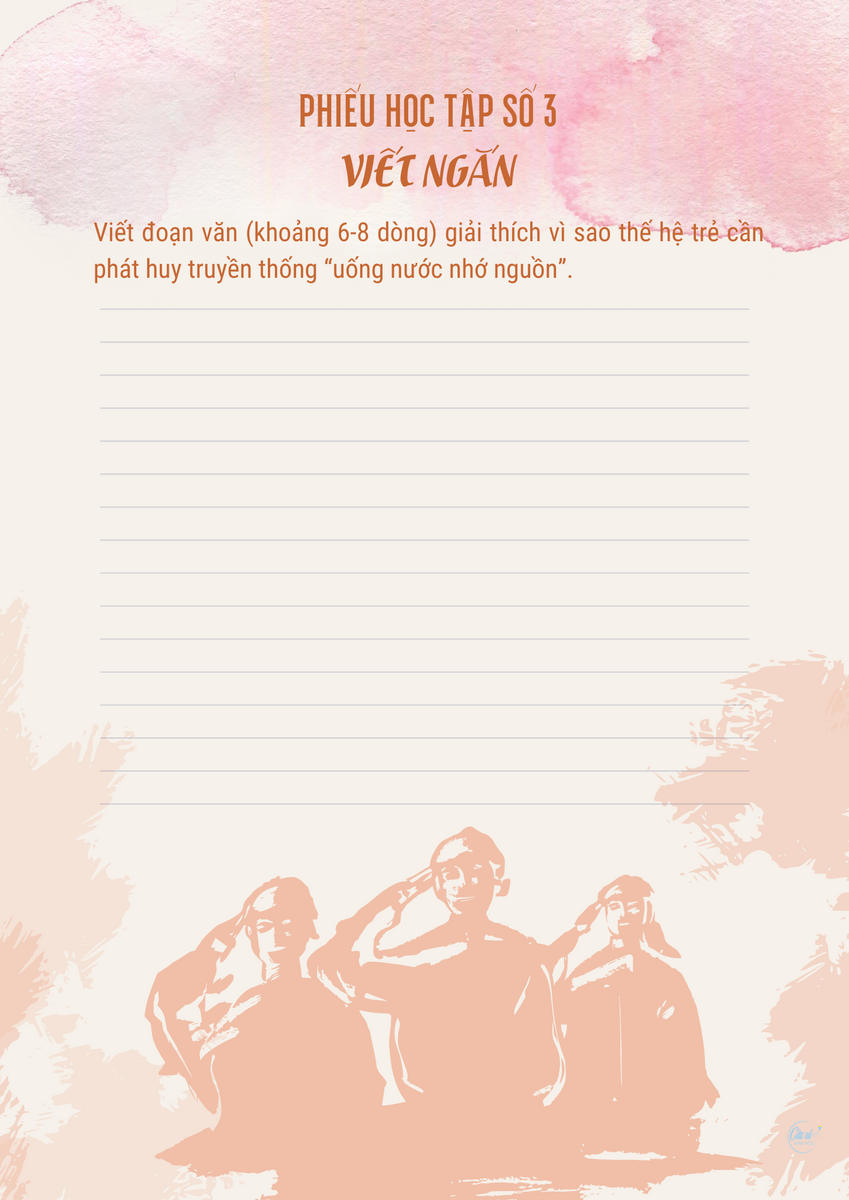 PHIẾU HỌC TẬP SỐ 3
VIẾT NGẮN
Viết đoạn văn (khoảng 6-8 dòng) giải thích vì sao thế hệ trẻ cần
phát huy truyền thống “uống nước nhớ nguồn”.